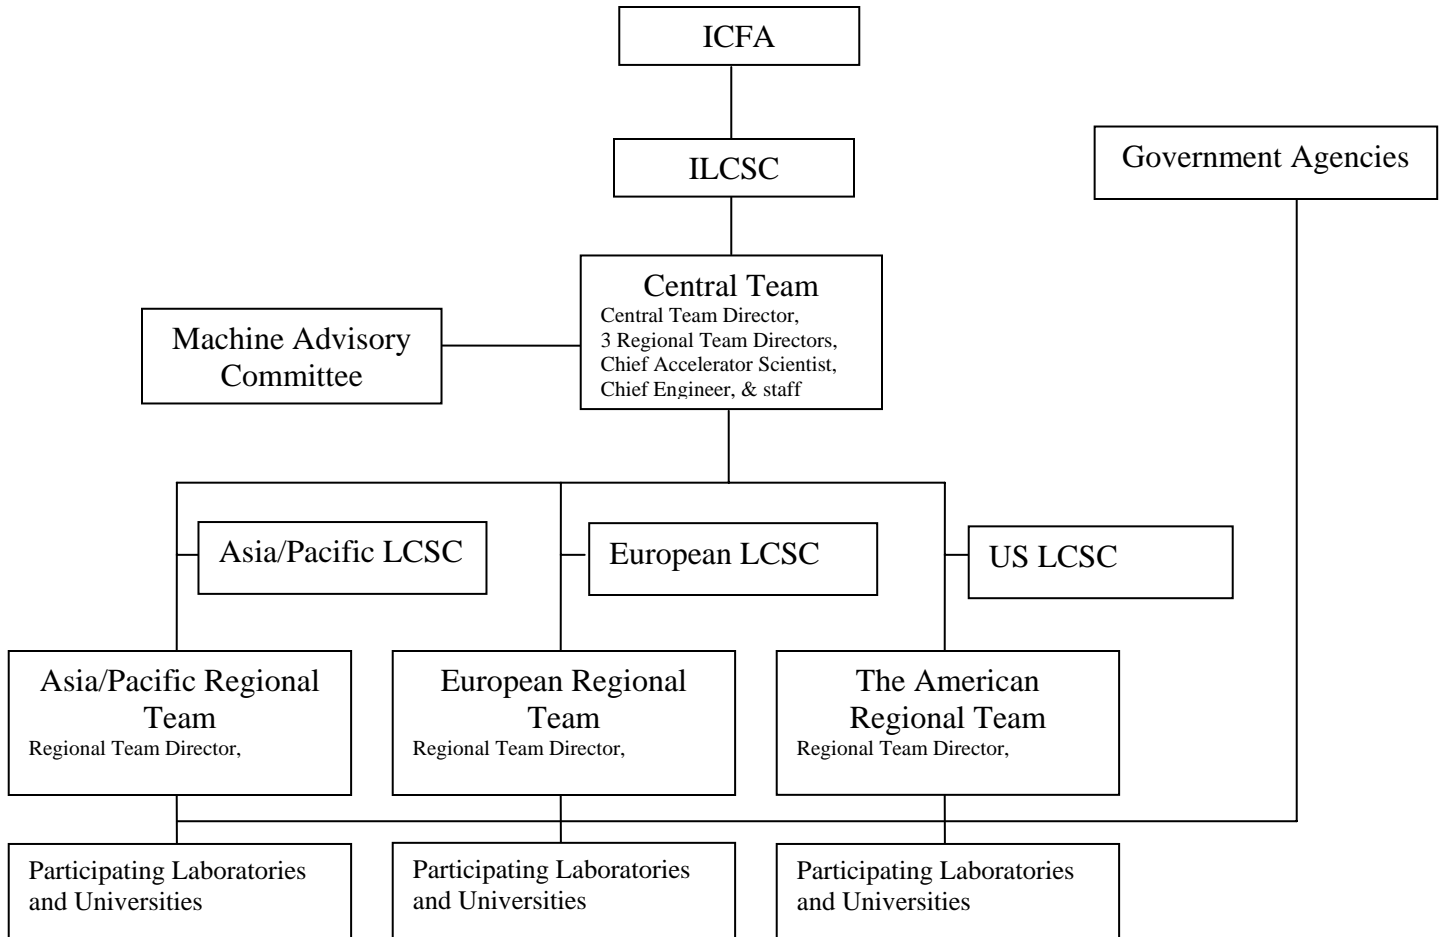 ICFA
ILCSC
Government Agencies
Central Team
Central Team Director,
3 Regional Team Directors,
Chief Accelerator Scientist,
Chief Engineer, & staff
Machine Advisory
Committee
Asia/Pacific LCSC
European LCSC
US LCSC
Asia/Pacific Regional
Team
Regional Team Director,
European Regional
Team
Regional Team Director,
The American
Regional Team
Regional Team Director,
Participating Laboratories
and Universities
Participating Laboratories
and Universities
Participating Laboratories
and Universities